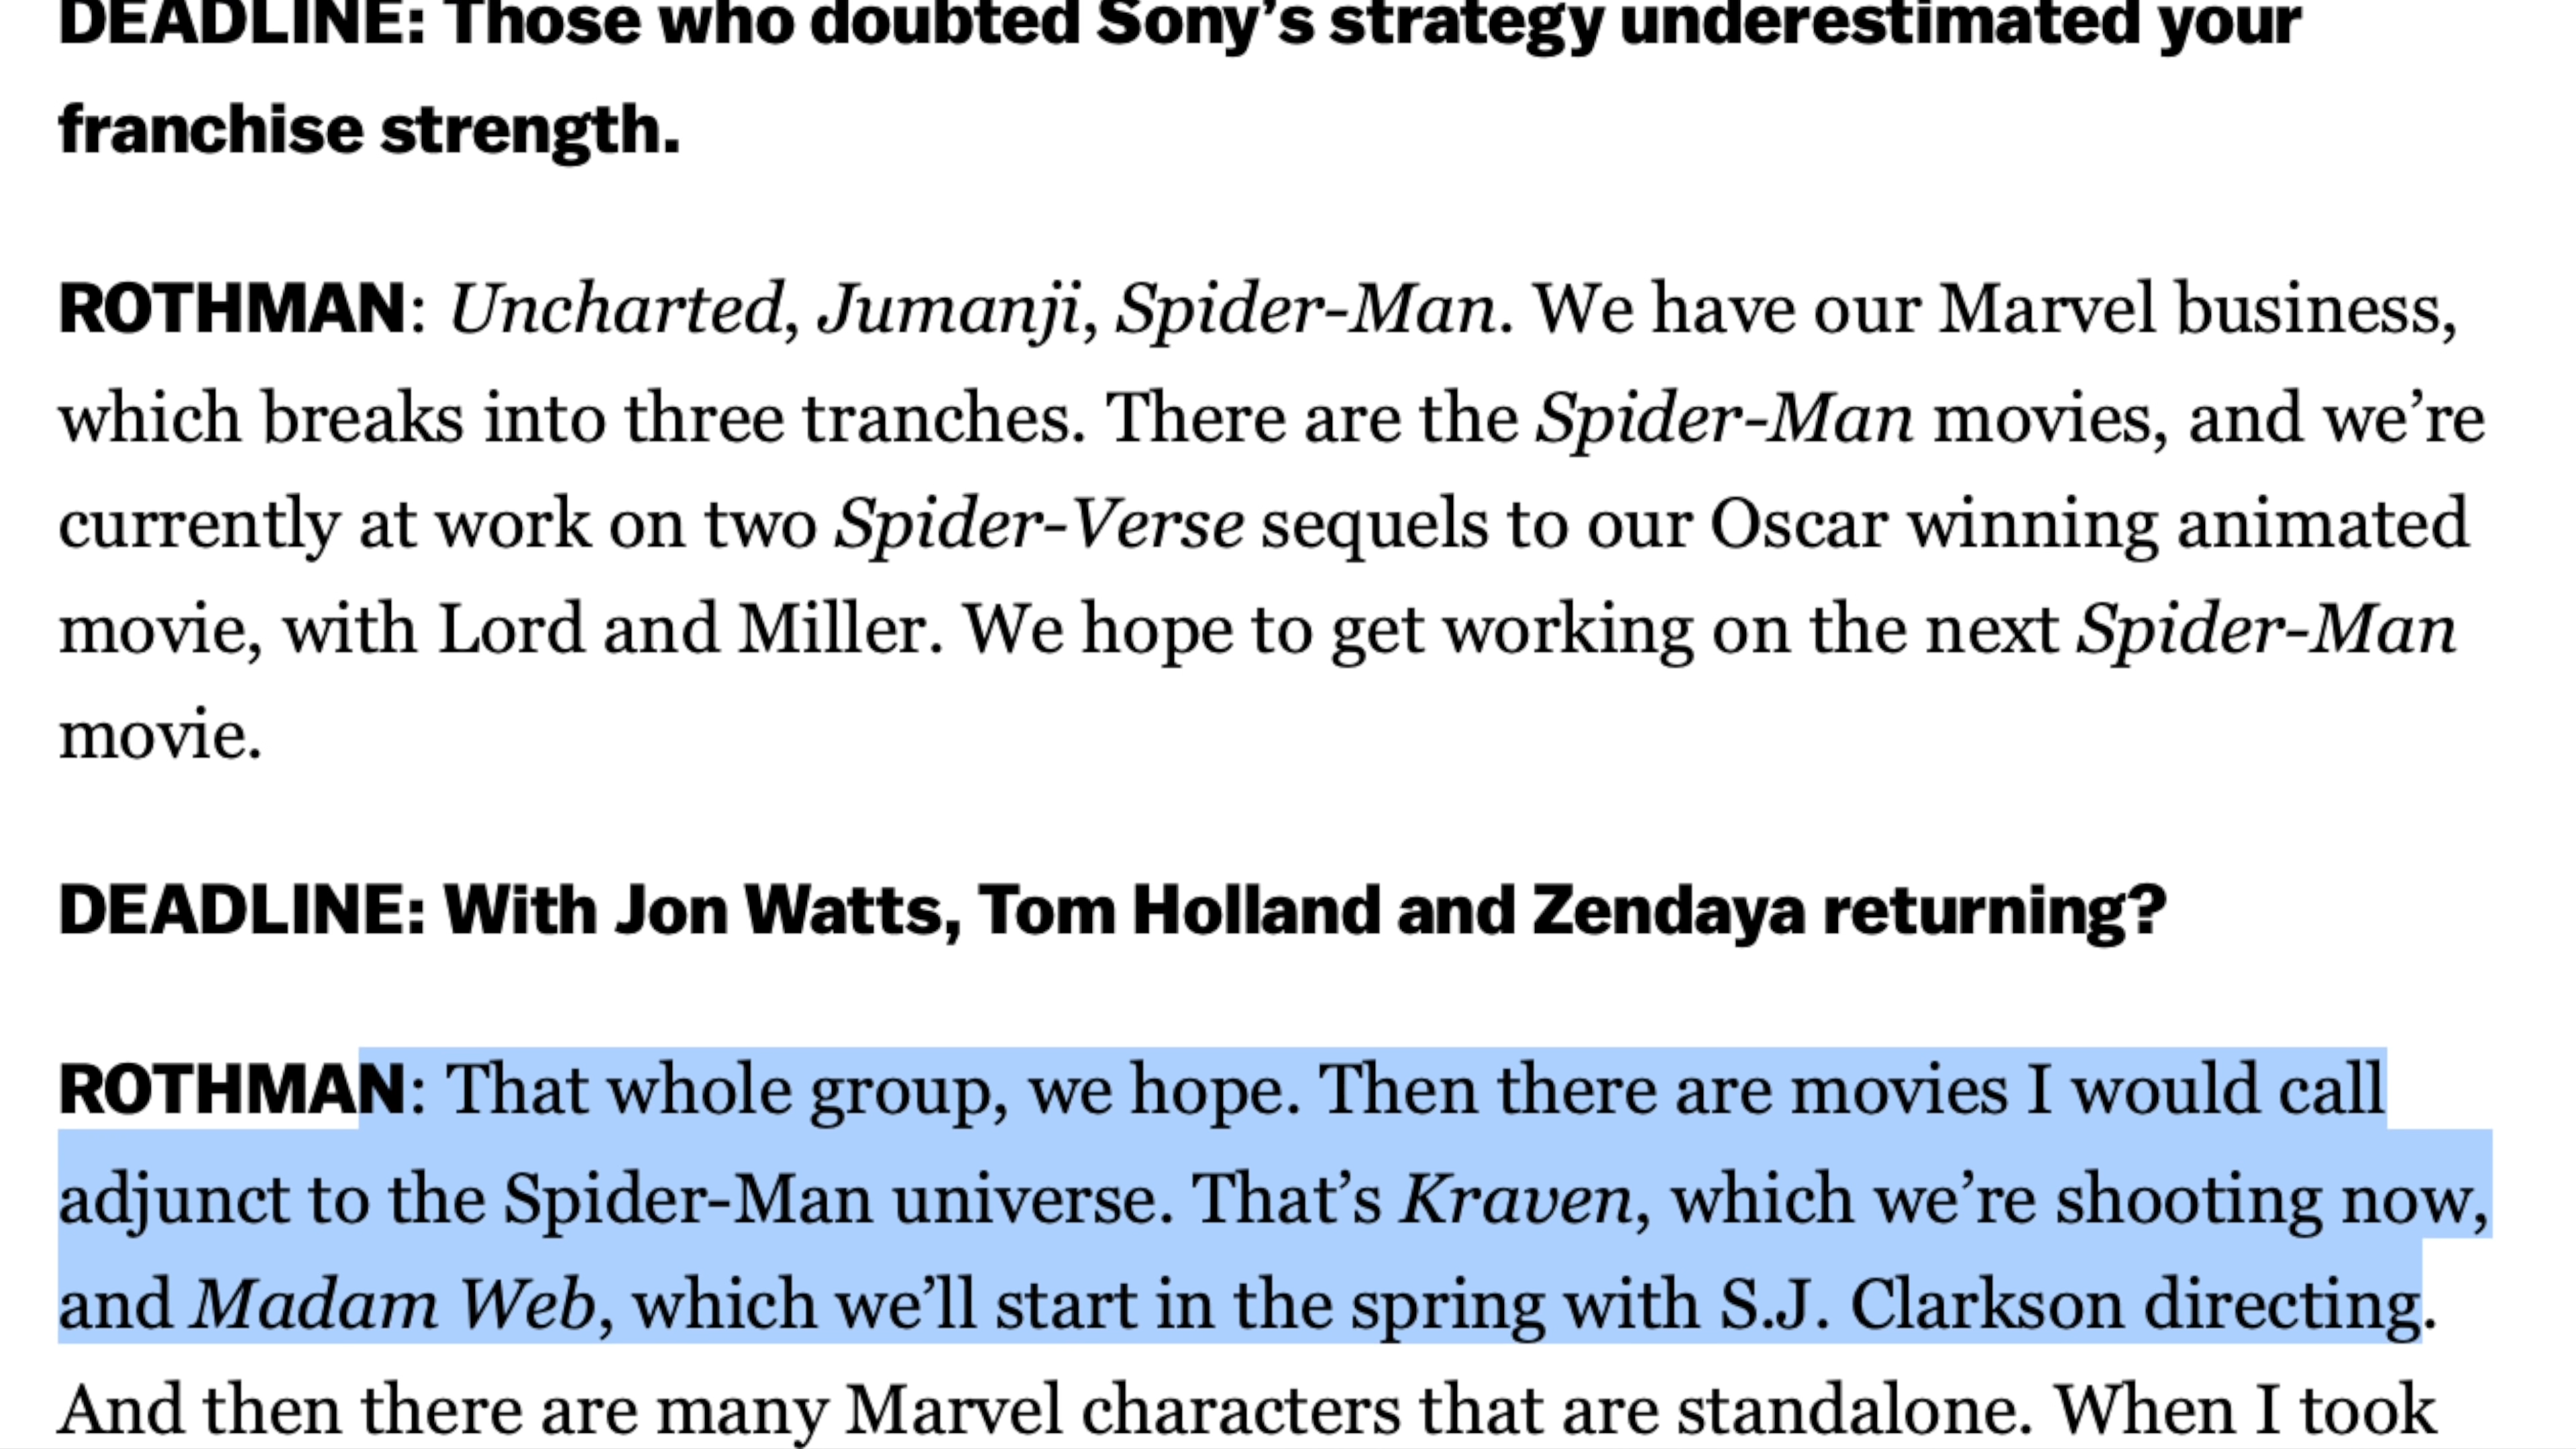 DEADLINE: Those who doubted Sony’s strategy underestimated your
franchise strength.
ROTHMAN: Uncharted, Jumanji, Spider-Man. We have our Marvel business,
which breaks into three tranches. There are the Spider-Man movies, and we’re
currently at work on two Spider-Verse sequels to our Oscar winning animated
movie, with Lord and Miller. We hope to get working on the next Spider-Man
movie.
DEADLINE: With Jon Watts, Tom Holland and Zendaya returning?
ROTHMAN: That whole group, we hope. Then there are movies I would call
adjunct to the Spider-Man universe. That’s Kraven, which we’re shooting now,
and Madam Web, which we’ll start in the spring with S.J. Clarkson directing.
And then there are many Marvel characters that are standalone. When I took